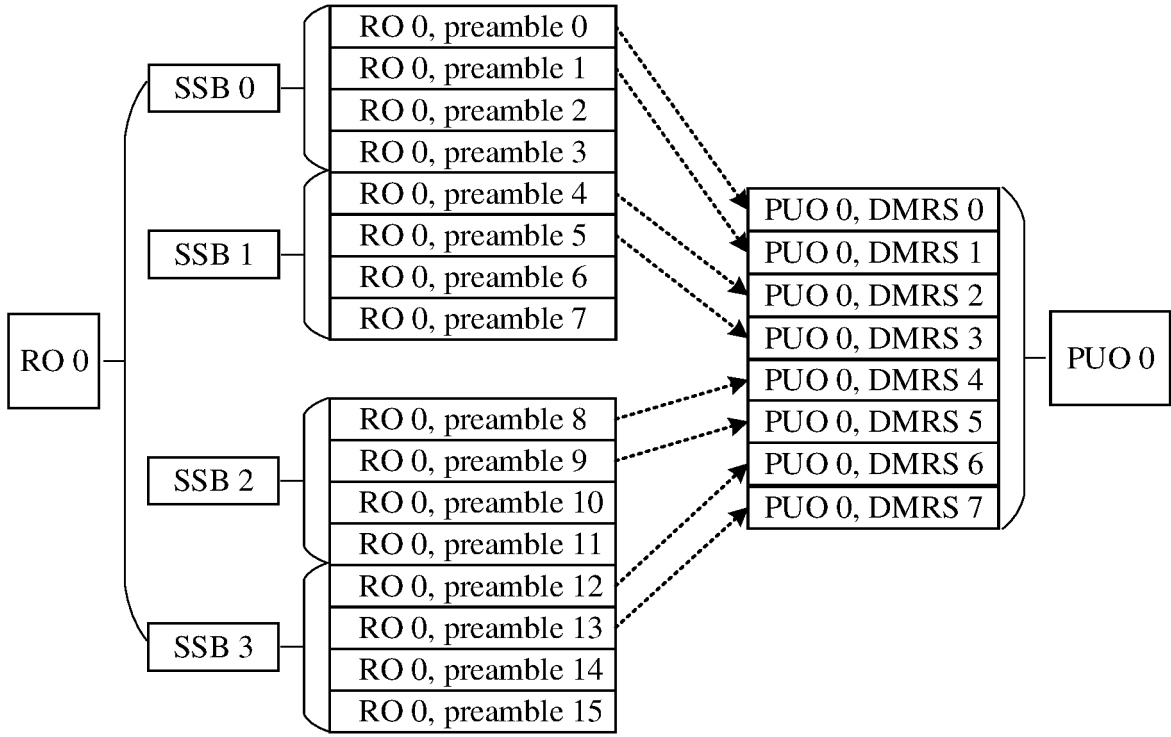 RO 0
SSB 0
SSB 1
SSB 2
SSB 3
RO 0, preamble 0
RO 0, preamble 1
RO 0, preamble 2
RO 0, preamble 3
RO 0, preamble 4
RO 0, preamble 5
RO 0, preamble 6
RO 0, preamble 7
RO 0, preamble 8
RO 0, preamble 9
RO 0, preamble 10
RO 0, preamble 11
RO 0, preamble 12
RO 0, preamble 13
RO 0, preamble 14
RO 0, preamble 15
PUO 0, DMRS 0
PUO 0, DMRS 1
PUO 0, DMRS 2
PUO 0, DMRS 3
PUO 0, DMRS 4
PUO 0, DMRS 5
PUO 0, DMRS 6
PUO 0, DMRS 7
PUO 0